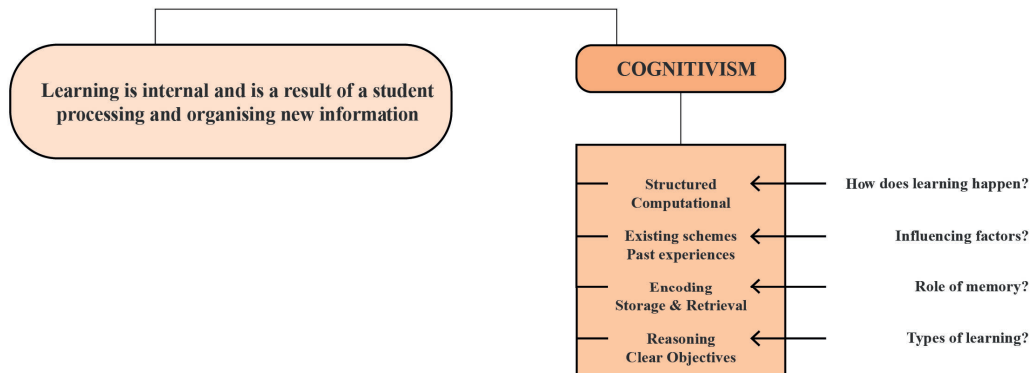 Learning is internal and is a result of a student
processing and organising new information
COGNITIVISM
Structured
Computational
How does learning happen?
Existing schemes
Past experiences
Influencing factors?
Encoding
Storage & Retrieval
Role of memory?
Reasoning
Clear Objectives
Types of learning?